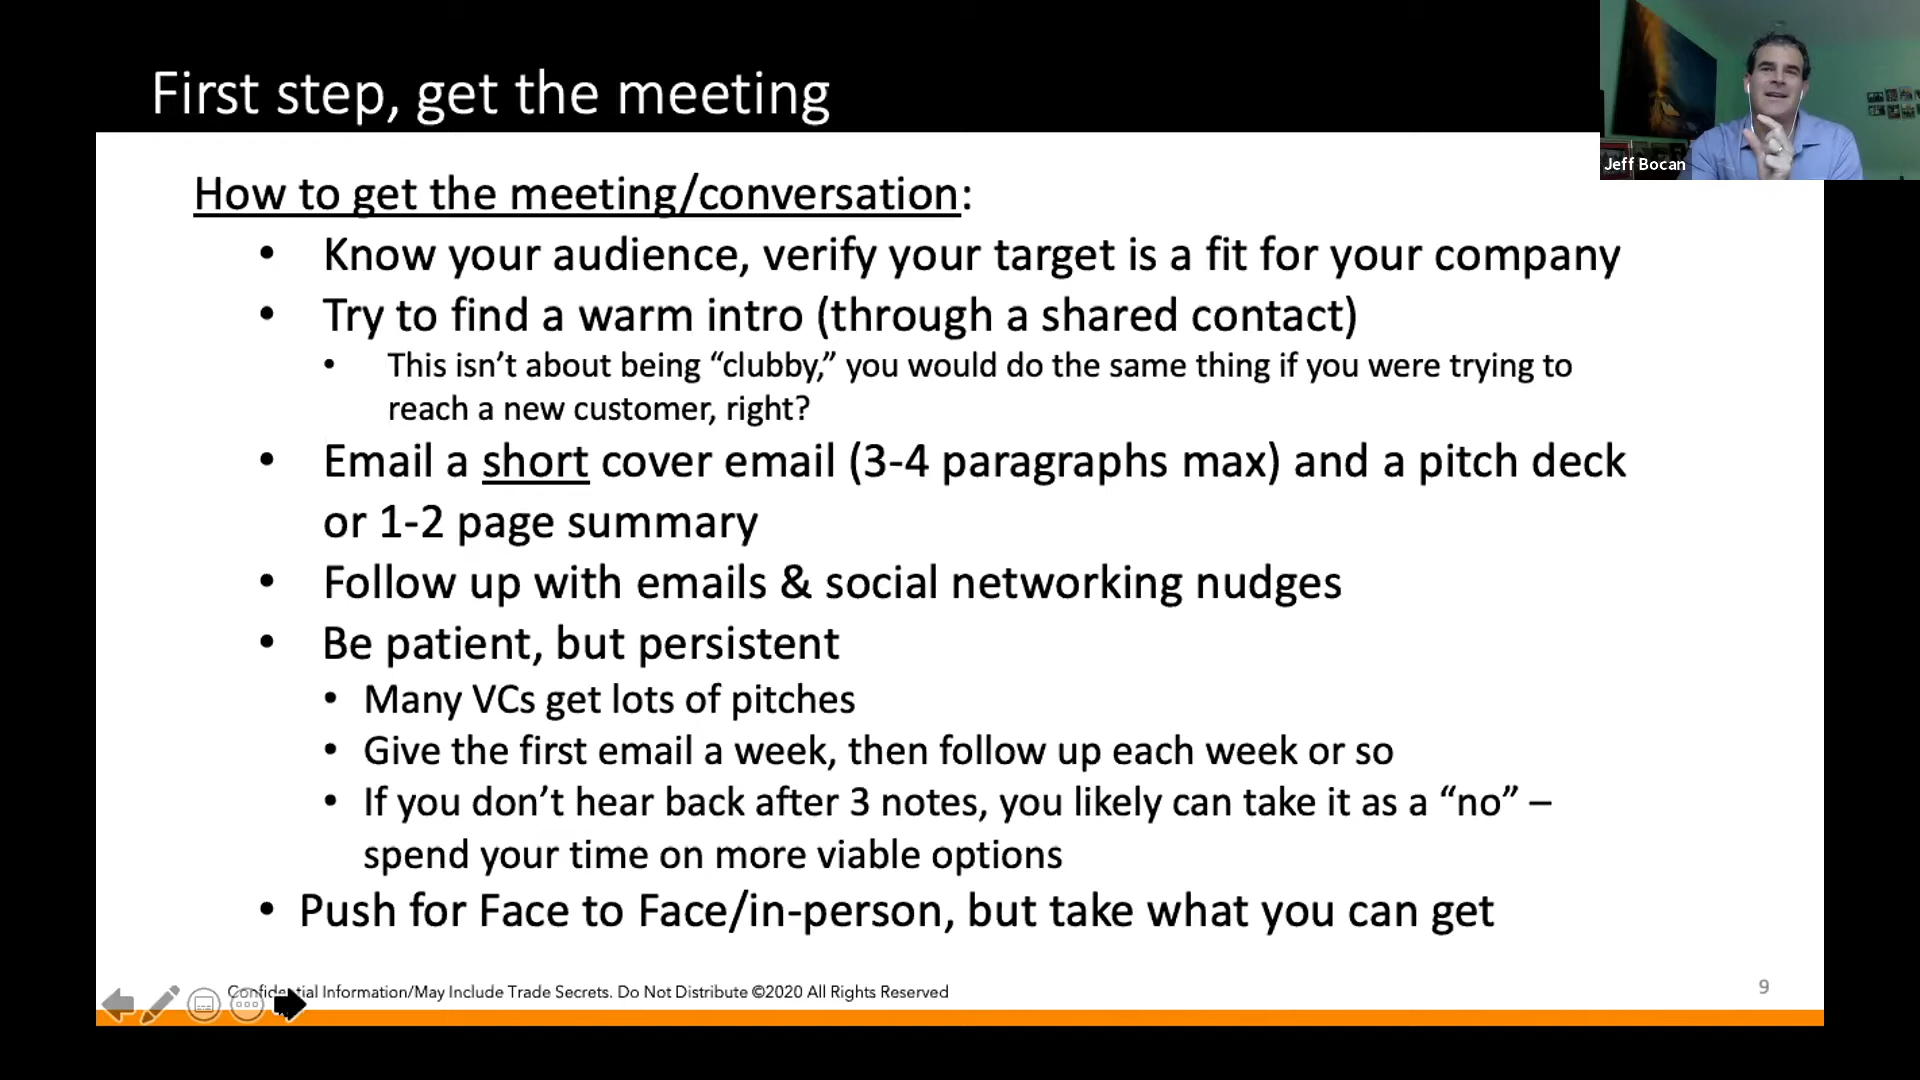 First step, get the meeting
Jeff Bocan
How to get the meeting/conversation:
• Know your audience, verify your target is a fit for your company
• Try to find a warm intro (through a shared contact)
• This isn’t about being “clubby,” you would do the same thing if you were trying to
reach a new customer, right?
• Email a short cover email (3-4 paragraphs max) and a pitch deck
or 1-2 page summary
• Follow up with emails & social networking nudges
• Be patient, but persistent
• Many VCs get lots of pitches
• Give the first email a week, then follow up each week or so
• If you don’t hear back after 3 notes, you likely can take it as a “no” –
spend your time on more viable options
• Push for Face to Face/in-person, but take what you can get
Confidential Information/May Include Trade Secrets. Do Not Distribute ©2020 All Rights Reserved
9